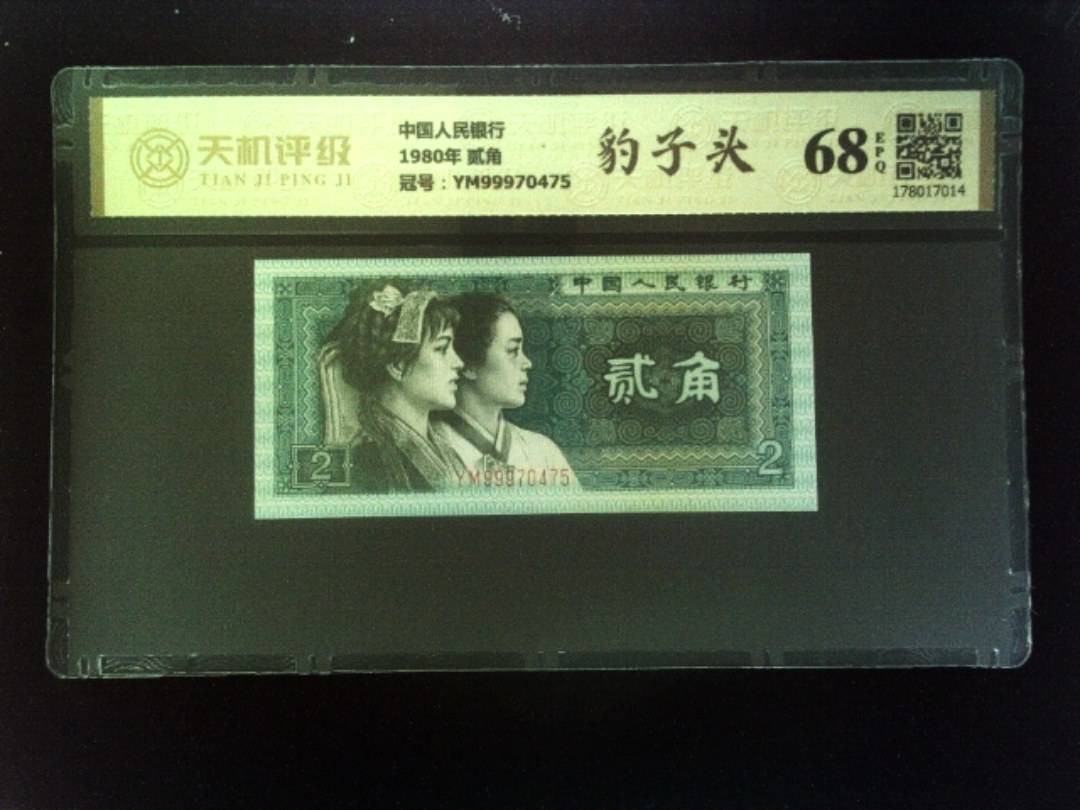 天机评级
TIAN JI PING JI
中国人民银行
1980年 贰角
冠号：YM99970475
豹子头
68
EPQ
178017014
中国人民银行
贰角
2
2
YM99970475